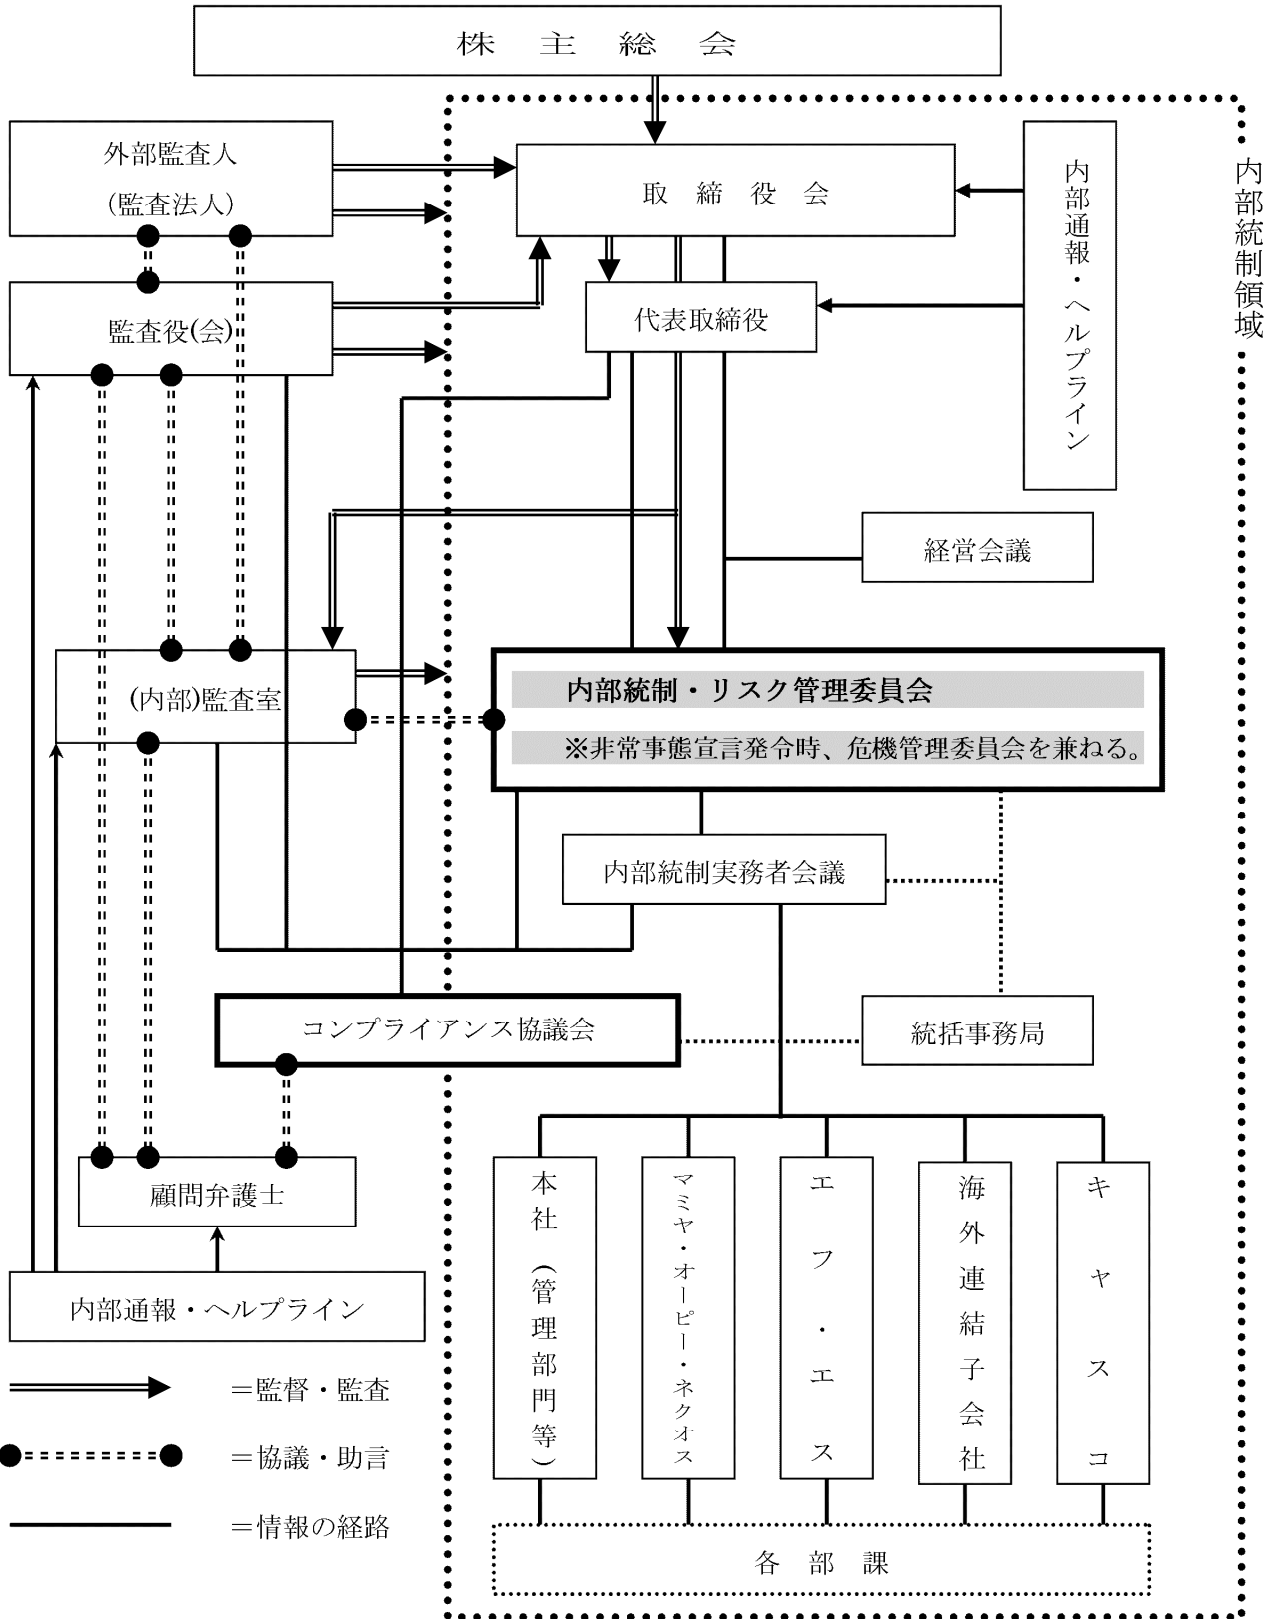 株主総会
外部監査人
(監査法人)
取締役会
内部通報・ヘルプライン
内部統制領域
監査役(会)
代表取締役
経営会議
(内部)監査室
内部統制・リスク管理委員会
※非常事態宣言発令時、危機管理委員会を兼ねる。
内部統制実務者会議
コンプライアンス協議会
統括事務局
顧問弁護士
内部通報・ヘルプライン
本社(管理部門等)
マミヤ・オーピー・ネクオス
エフ・エス
海外連結子会社
キャスコ
各部課
=監督・監査
=協議・助言
=情報の経路